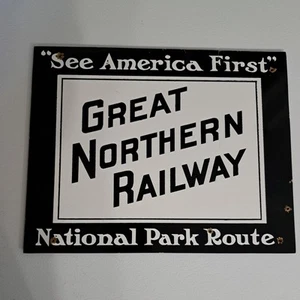 "See America First"
GREAT
NORTHERN
RAILWAY
National Park Route.